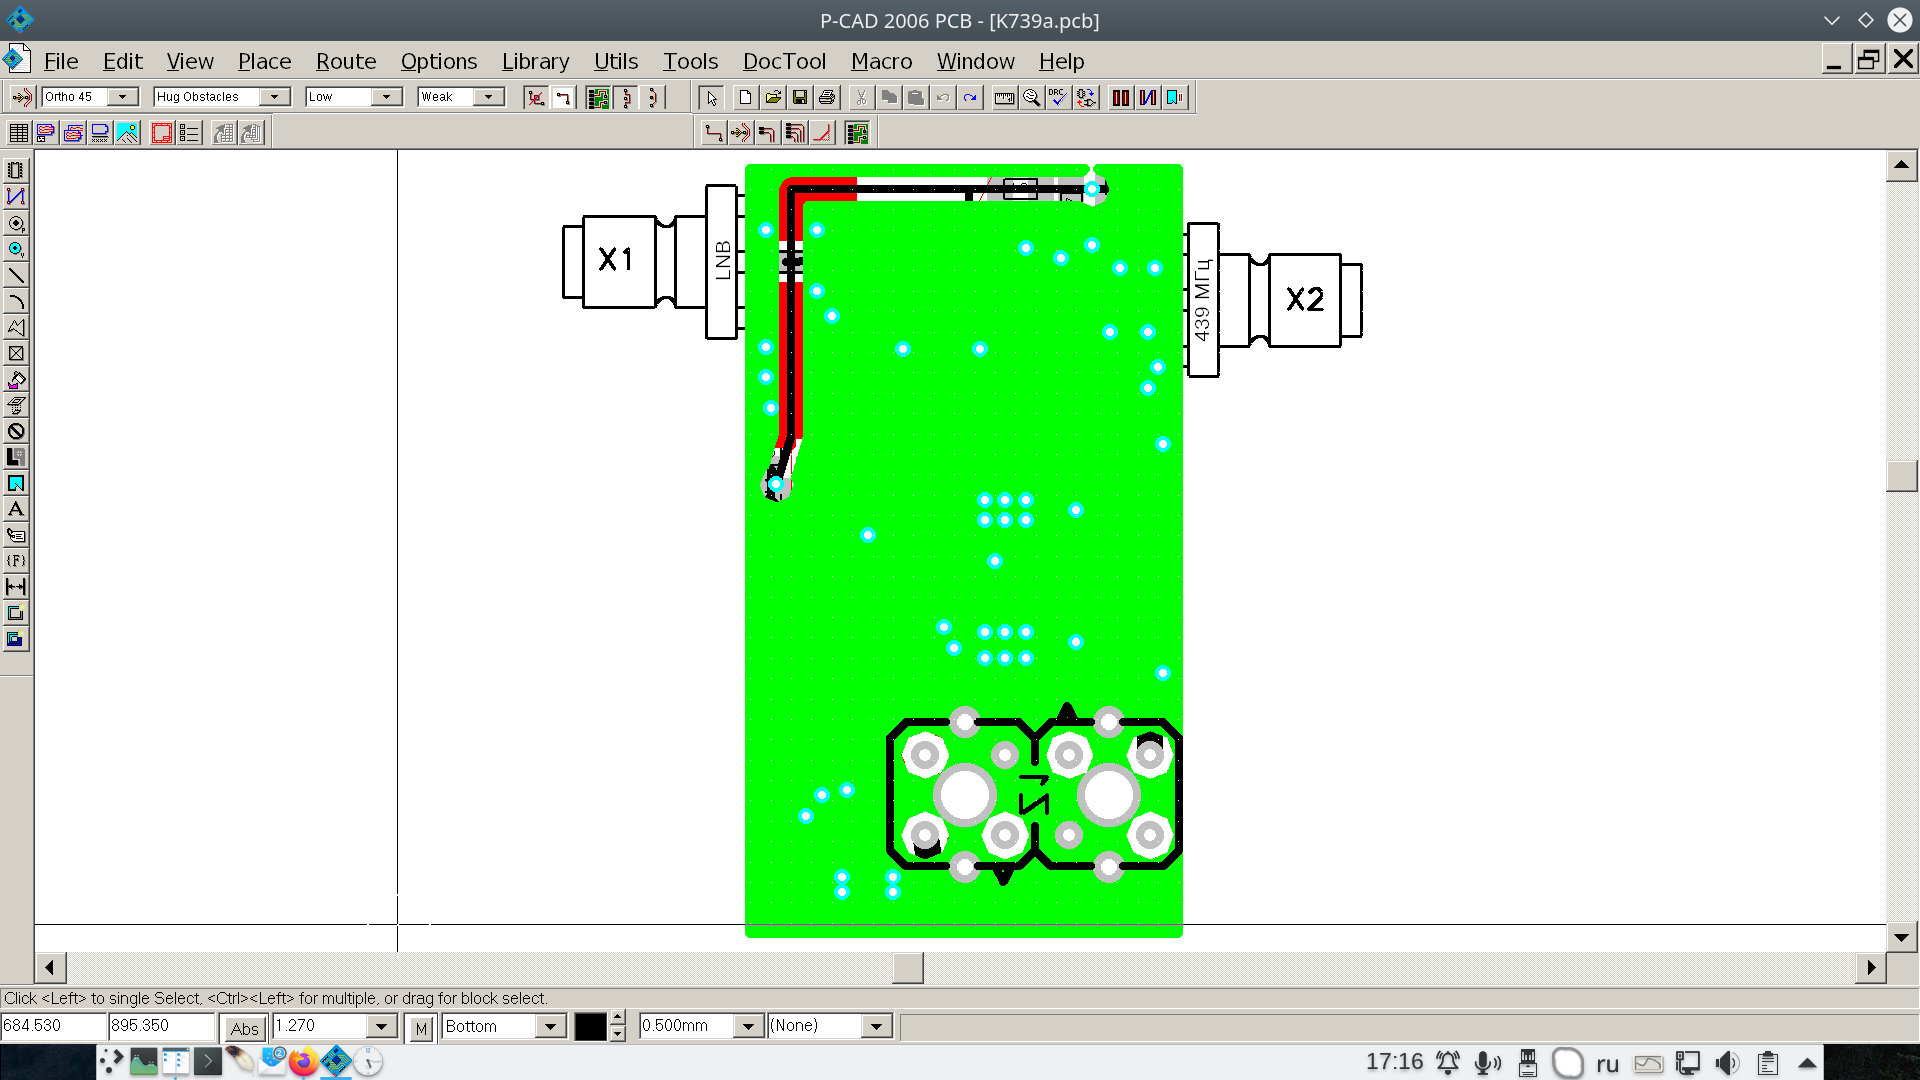 P-CAD 2006 PCB - [K739a.pcb]
File Edit View Place Route Options Library Utils Tools DocTool Macro Window Help
Ortho 45 Hug Obstacles Low Weak
DRC
A
{F}
X1
LNB
439 МГц
X2
Click <Left> to single Select, <Ctrl><Left> for multiple, or drag for block select.
684.530 895.350 Abs 1.270 M Bottom 0.500mm (None)
17:16 ru